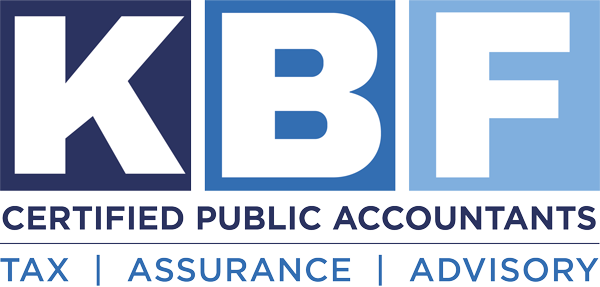 KBF
CERTIFIED PUBLIC ACCOUNTANTS
TAX | ASSURANCE | ADVISORY